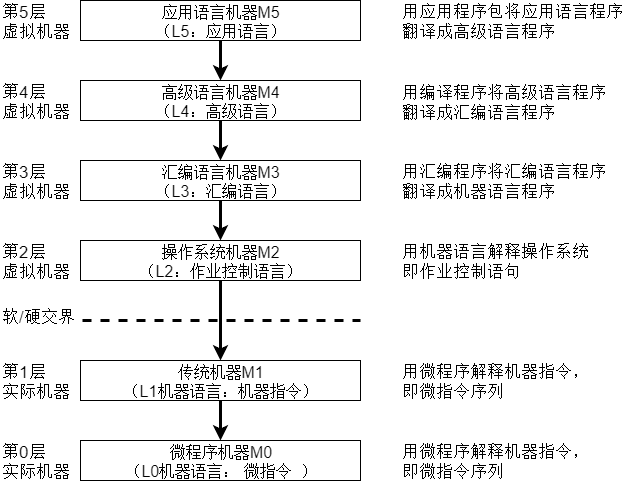 第5层
虚拟机器
应用语言机器M5
（L5：应用语言）
用应用程序包将应用语言程序
翻译成高级语言程序
第4层
虚拟机器
高级语言机器M4
（L4：高级语言）
用编译程序将高级语言程序
翻译成汇编语言程序
第3层
虚拟机器
汇编语言机器M3
（L3：汇编语言）
用汇编程序将汇编语言程序
翻译成机器语言程序
第2层
虚拟机器
操作系统机器M2
（L2：作业控制语言）
用机器语言解释操作系统
即作业控制语句
软/硬交界
第1层
实际机器
传统机器M1
（L1机器语言：机器指令）
用微程序解释机器指令，
即微指令序列
第0层
实际机器
微程序机器M0
（L0机器语言： 微指令 ）
用微程序解释机器指令，
即微指令序列